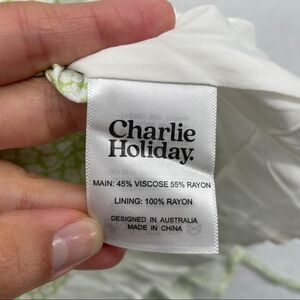 Charlie
Holiday.
MAIN: 45% VISCOSE 55% RAYON
LINING: 100% RAYON
DESIGNED IN AUSTRALIA
MADE IN CHINA